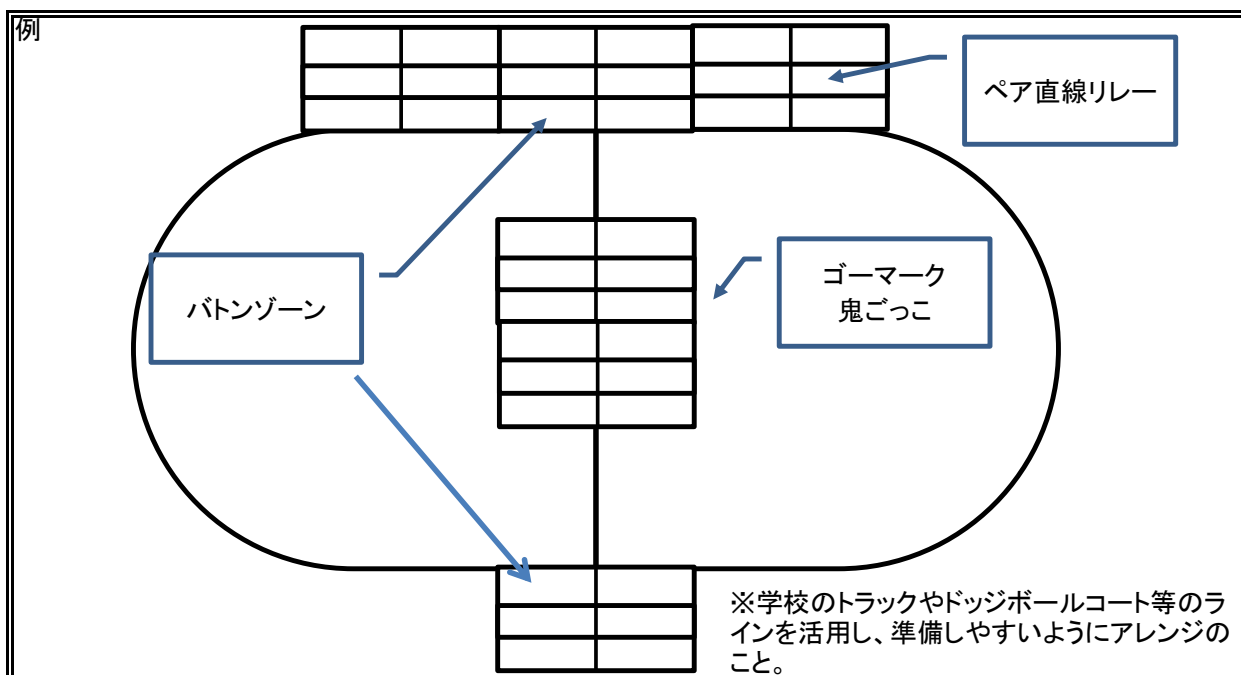 例
ペア直線リレー
バトンゾーン
ゴーマーク
鬼ごっこ
※学校のトラックやドッジボールコート等のラ
インを活用し、準備しやすいようにアレンジの
こと。